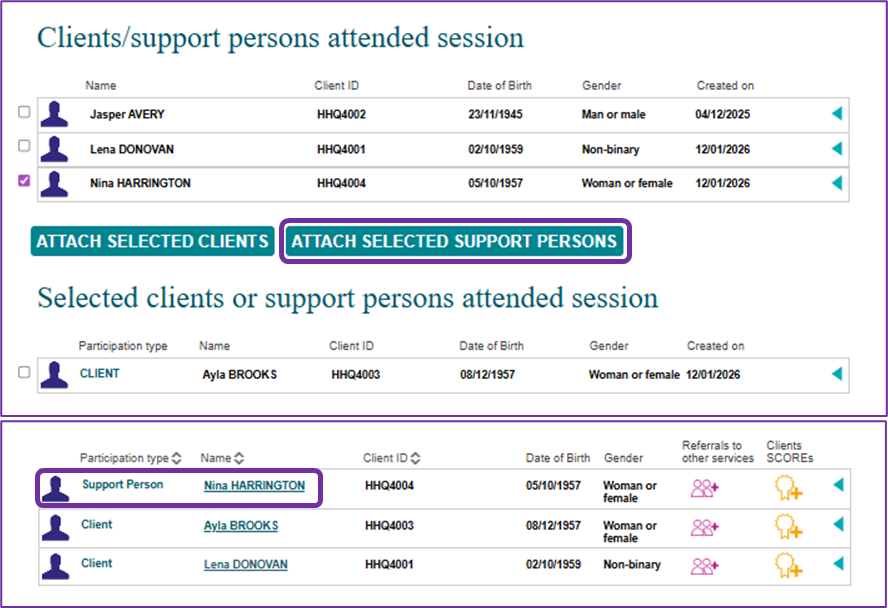 Clients/support persons attended session
Name Client ID Date of Birth Gender Created on
Jasper AVERY HHQ4002 23/11/1945 Man or male 04/12/2025
Lena DONOVAN HHQ4001 02/10/1959 Non-binary 12/01/2026
Nina HARRINGTON HHQ4004 05/10/1957 Woman or female 12/01/2026
ATTACH SELECTED CLIENTS ATTACH SELECTED SUPPORT PERSONS
Selected clients or support persons attended session
Participation type Name Client ID Date of Birth Gender Created on
CLIENT Ayla BROOKS HHQ4003 08/12/1957 Woman or female 12/01/2026
Referrals to Clients
Participation type Name Client ID Date of Birth Gender other services SCOREs
Support Person Nina HARRINGTON HHQ4004 05/10/1957 Woman or
female
Client Ayla BROOKS HHQ4003 08/12/1957 Woman or
female
Client Lena DONOVAN HHQ4001 02/10/1959 Non-binary